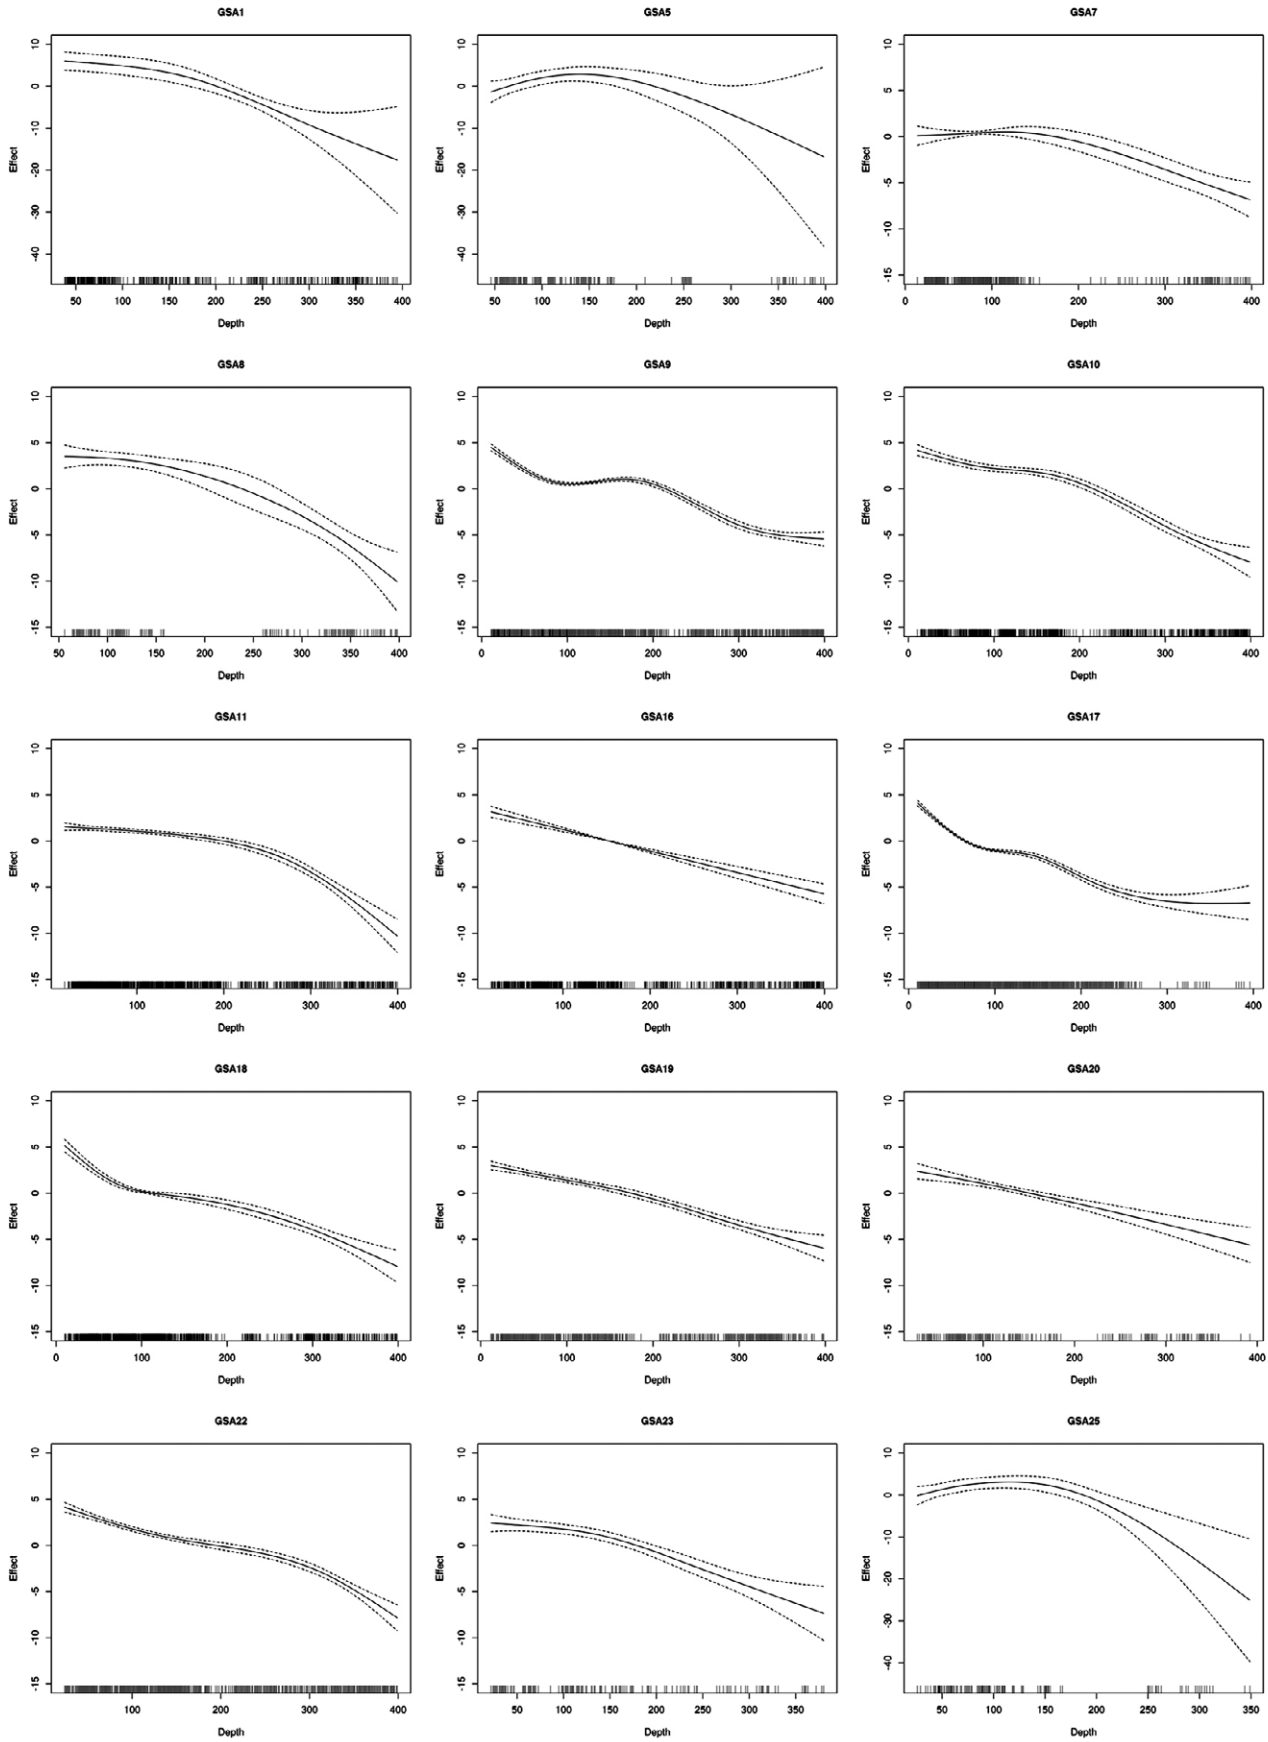 GSA1 GSA5 GSA7
Effect 10 0 -10 -20 -30 -40
50 100 150 200 250 300 350 400
Depth
Effect 10 0 -10 -20 -30 -40
50 100 150 200 250 300 350 400
Depth
Effect 10 5 0 -5 -10 -15
0 100 200 300 400
Depth
GSA8 GSA9 GSA10
Effect 10 5 0 -5 -10 -15
50 100 150 200 250 300 350 400
Depth
Effect 10 5 0 -5 -10 -15
0 100 200 300 400
Depth
Effect 10 5 0 -5 -10 -15
0 100 200 300 400
Depth
GSA11 GSA16 GSA17
Effect 10 5 0 -5 -10 -15
100 200 300 400
Depth
Effect 10 5 0 -5 -10 -15
100 200 300 400
Depth
Effect 10 5 0 -5 -10 -15
0 100 200 300 400
Depth
GSA18 GSA19 GSA20
Effect 10 5 0 -5 -10 -15
0 100 200 300 400
Depth
Effect 10 5 0 -5 -10 -15
0 100 200 300 400
Depth
Effect 10 5 0 -5 -10 -15
100 200 300 400
Depth
GSA22 GSA23 GSA25
Effect 10 5 0 -5 -10 -15
100 200 300 400
Depth
Effect 10 5 0 -5 -10 -15
50 100 150 200 250 300 350
Depth
Effect 10 0 -10 -20 -30 -40
50 100 150 200 250 300 350
Depth